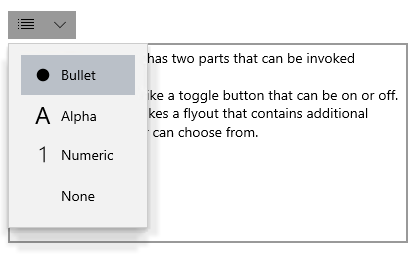 Bullet
A Alpha
1 Numeric
None
has two parts that can be invoked
like a toggle button that can be on or off.
kes a flyout that contains additional
can choose from.